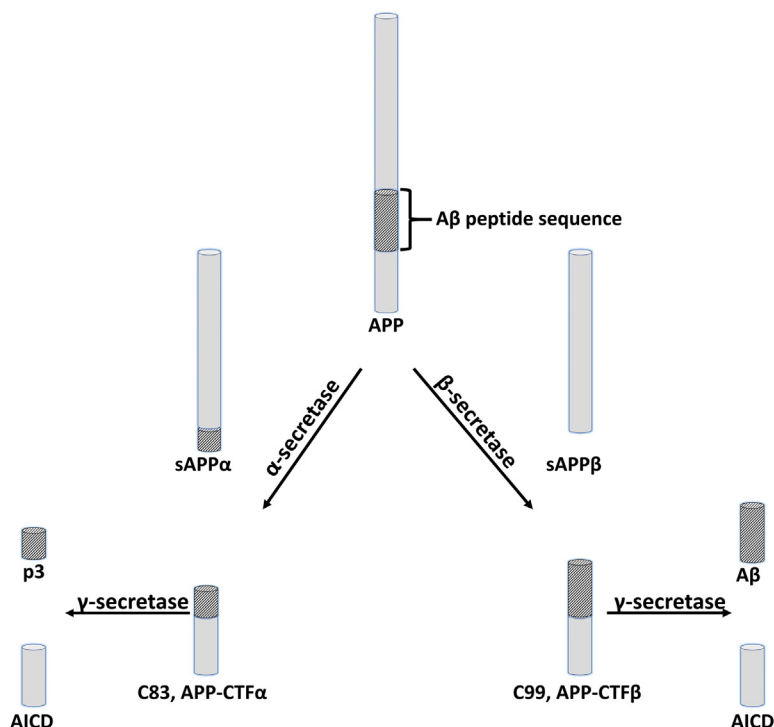 Aβ peptide sequence
APP
α-secretase
β-secretase
sAPPα
sAPPβ
p3
Aβ
γ-secretase
γ-secretase
C83, APP-CTFα
C99, APP-CTFβ
AICD
AICD